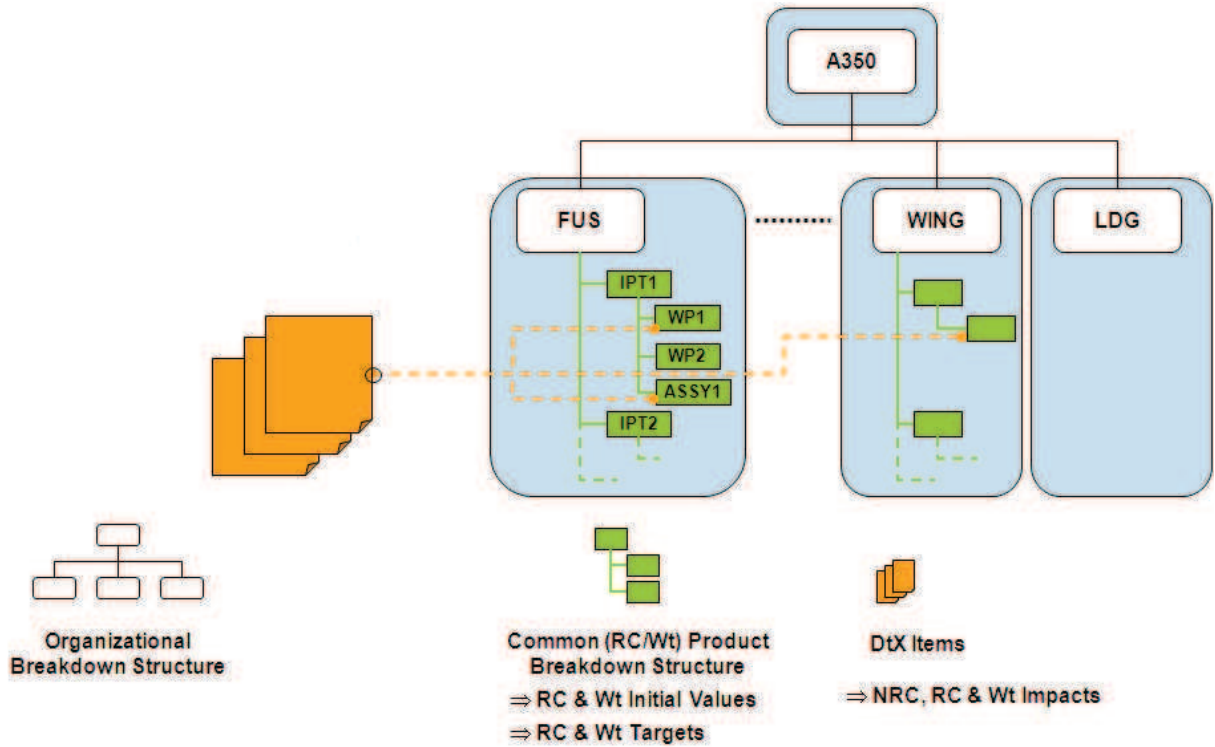 A350
FUS
WING
LDG
IPT1
WP1
WP2
ASSY1
IPT2
Organizational
Breakdown Structure
Common (RC/Wt) Product
Breakdown Structure
⇒ RC & Wt Initial Values
⇒ RC & Wt Targets
DtX Items
⇒ NRC, RC & Wt Impacts